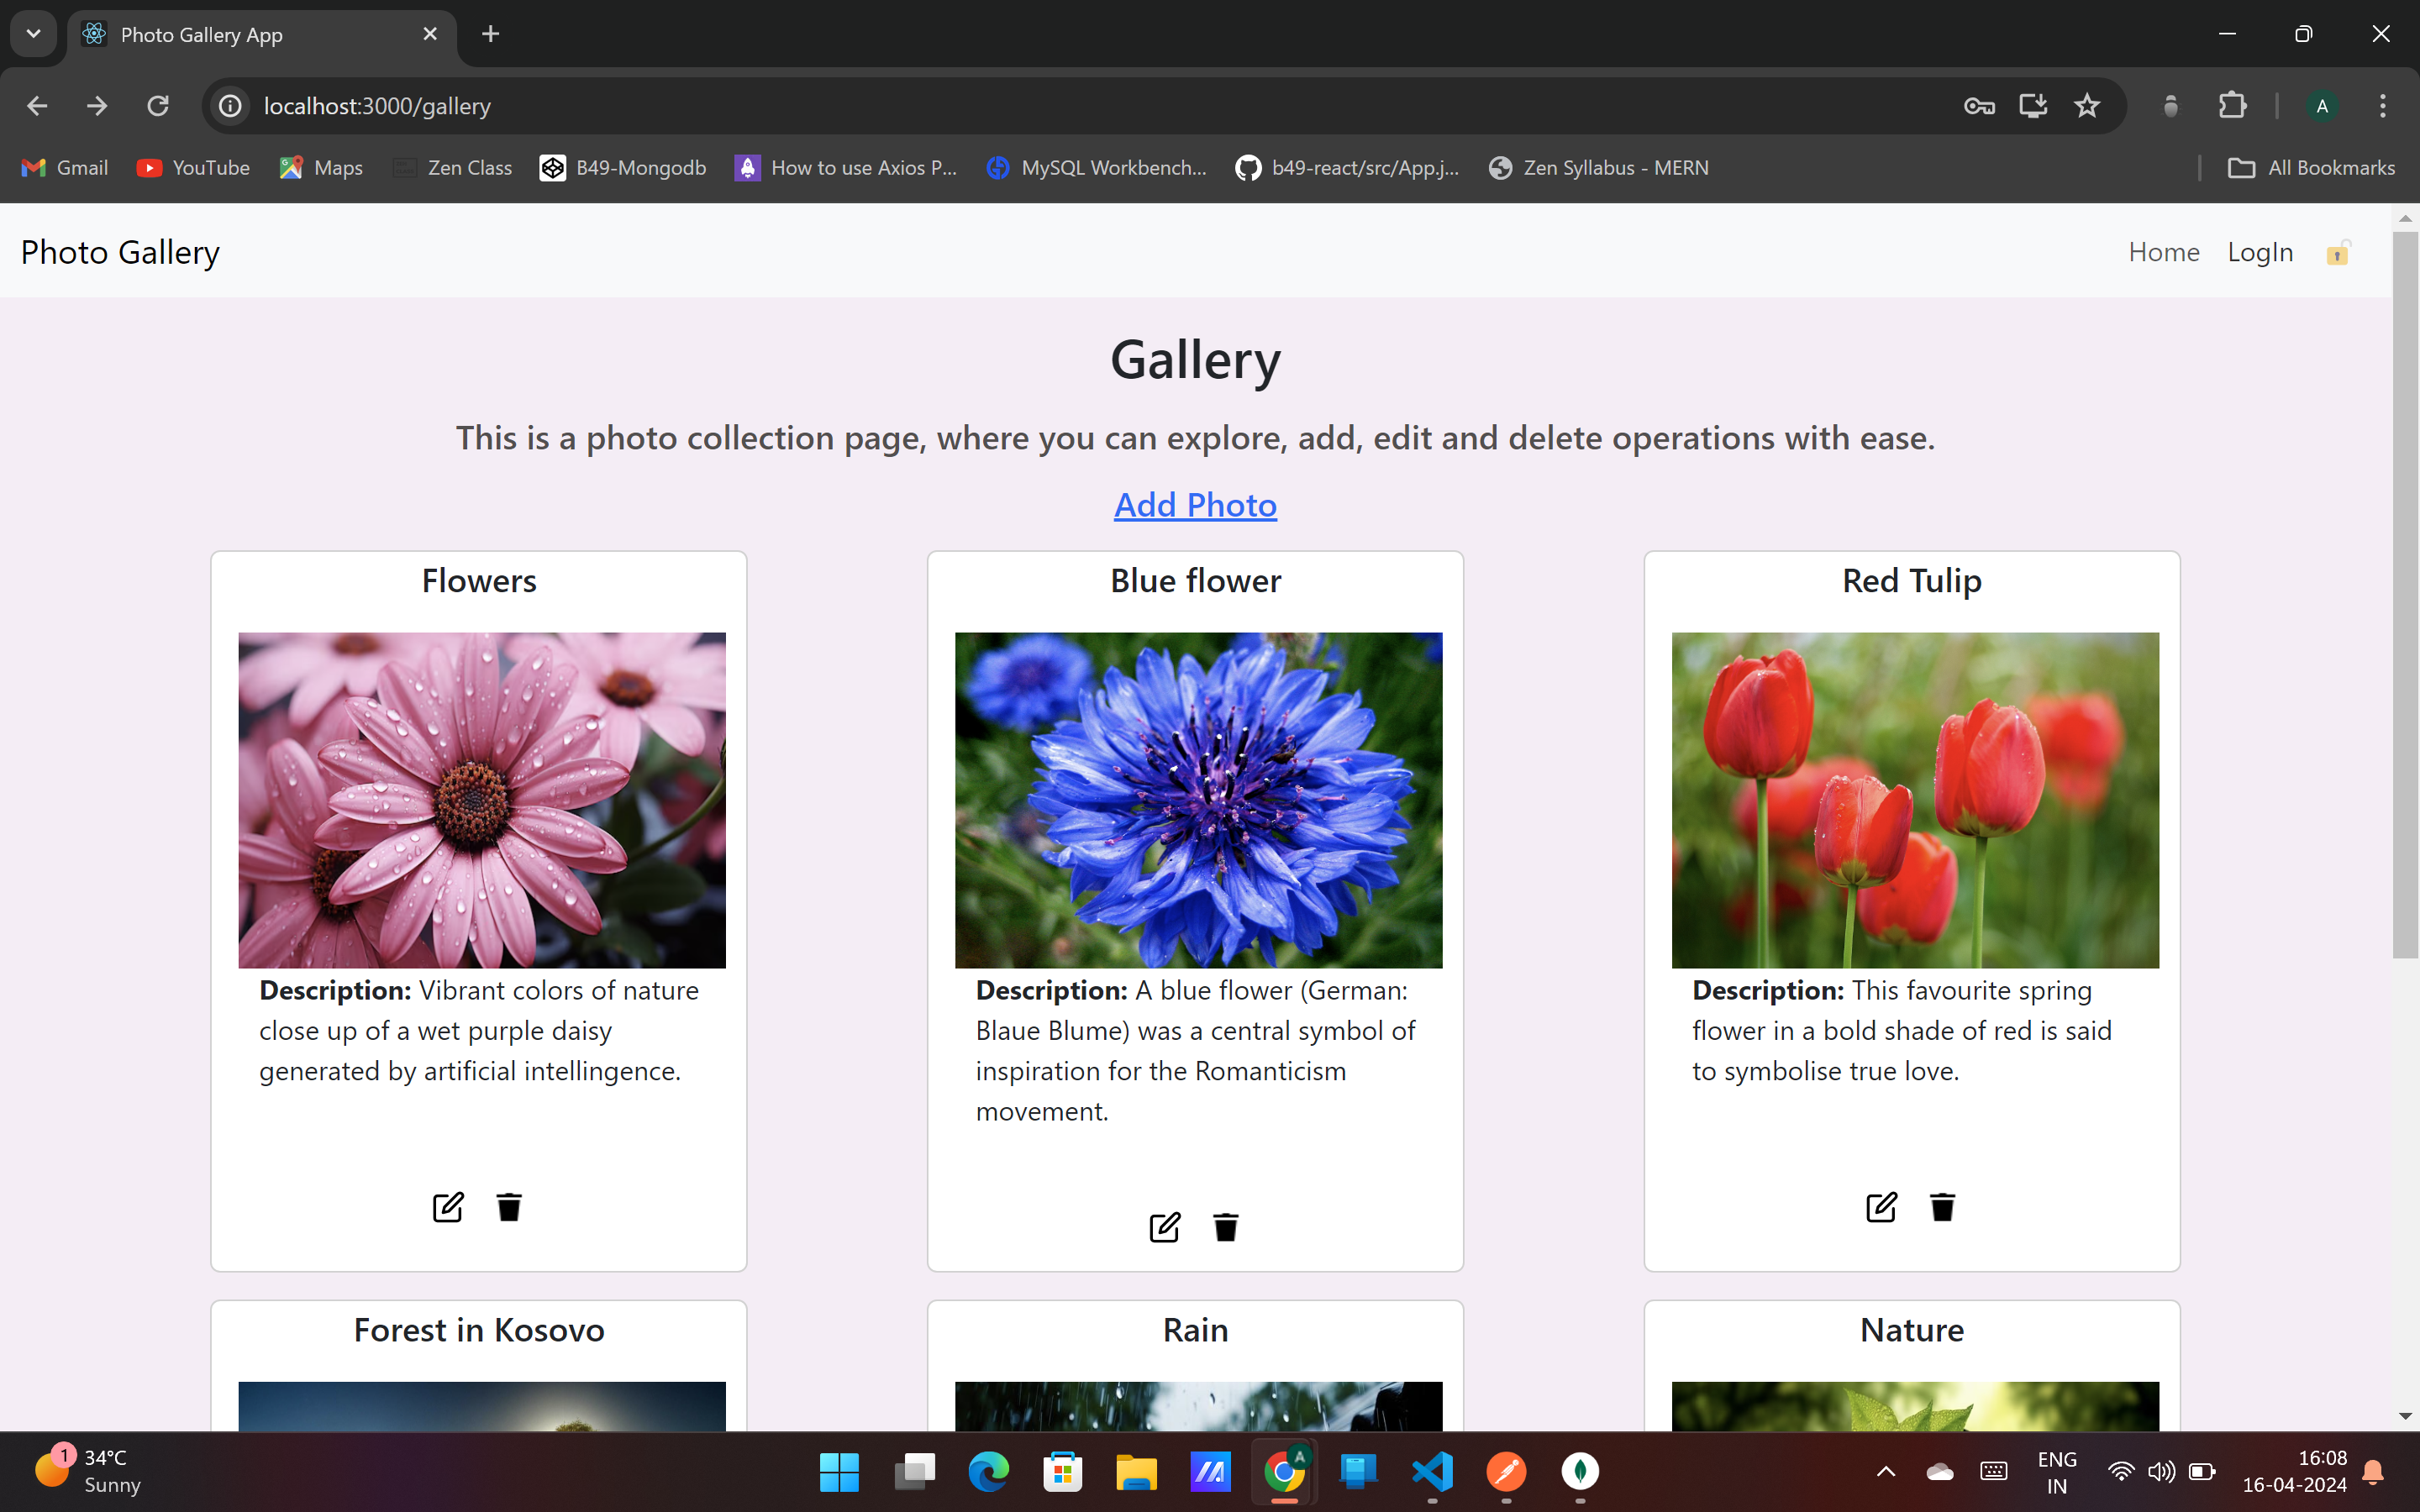 Photo Gallery App
localhost:3000/gallery
A
Gmail
YouTube
Maps
Zen Class
B49-Mongodb
How to use Axios P...
MySQL Workbench...
b49-react/src/App.j...
Zen Syllabus - MERN
All Bookmarks
Photo Gallery
Home
LogIn
Gallery
This is a photo collection page, where you can explore, add, edit and delete operations with ease.
Add Photo
Flowers
Description: Vibrant colors of nature
close up of a wet purple daisy
generated by artificial intellingence.
Blue flower
Description: A blue flower (German:
Blaue Blume) was a central symbol of
inspiration for the Romanticism
movement.
Red Tulip
Description: This favourite spring
flower in a bold shade of red is said
to symbolise true love.
Forest in Kosovo
Rain
Nature
1
34°C
Sunny
A
ENG
IN
16:08
16-04-2024